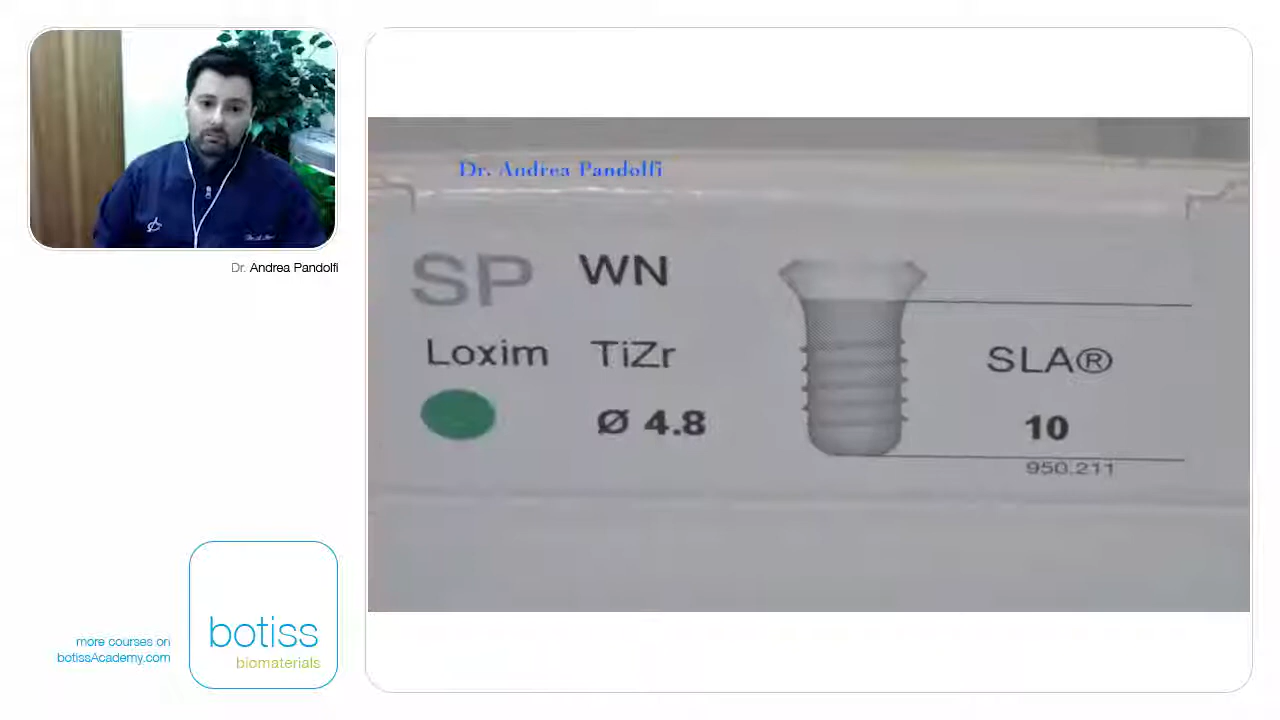 Dr. Andrea Pandolfi
Dr. Andrea Pandolfi
SP WN
Loxim TiZr
SLA®
Ø 4.8
10
950.211
botiss
biomaterials
more courses on
botissAcademy.com